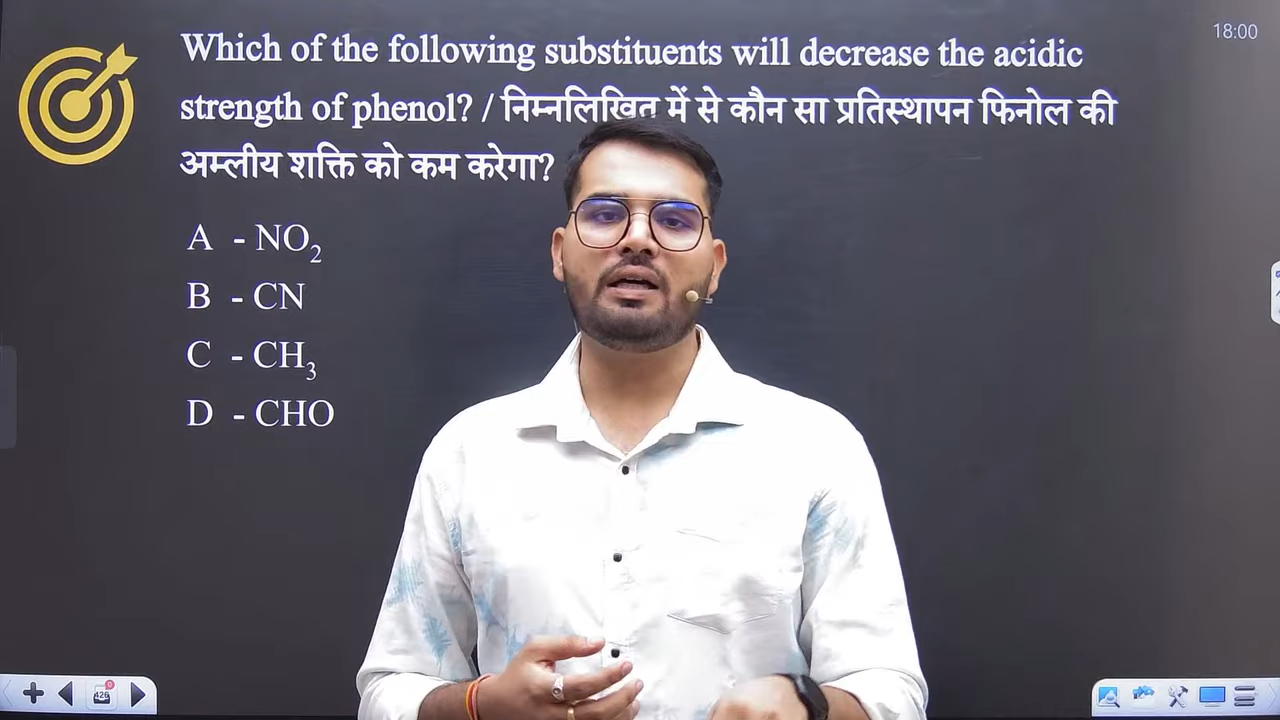 18:00
Which of the following substituents will decrease the acidic
strength of phenol? / निम्नलिखित में से कौन सा प्रतिस्थापन फिनोल की
अम्लीय शक्ति को कम करेगा?
A - NO₂
B - CN
C - CH₃
D - CHO
426